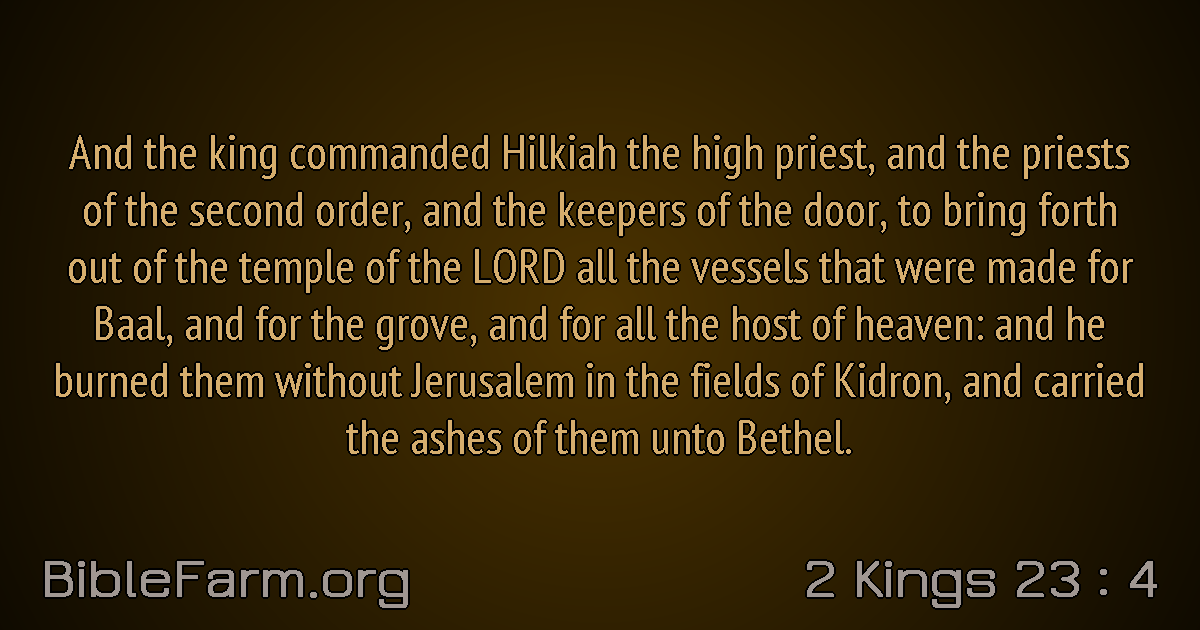 And the king commanded Hilkiah the high priest, and the priests
of the second order, and the keepers of the door, to bring forth
out of the temple of the LORD all the vessels that were made for
Baal, and for the grove, and for all the host of heaven: and he
burned them without Jerusalem in the fields of Kidron, and carried
the ashes of them unto Bethel.
BibleFarm.org
2 Kings 23 : 4